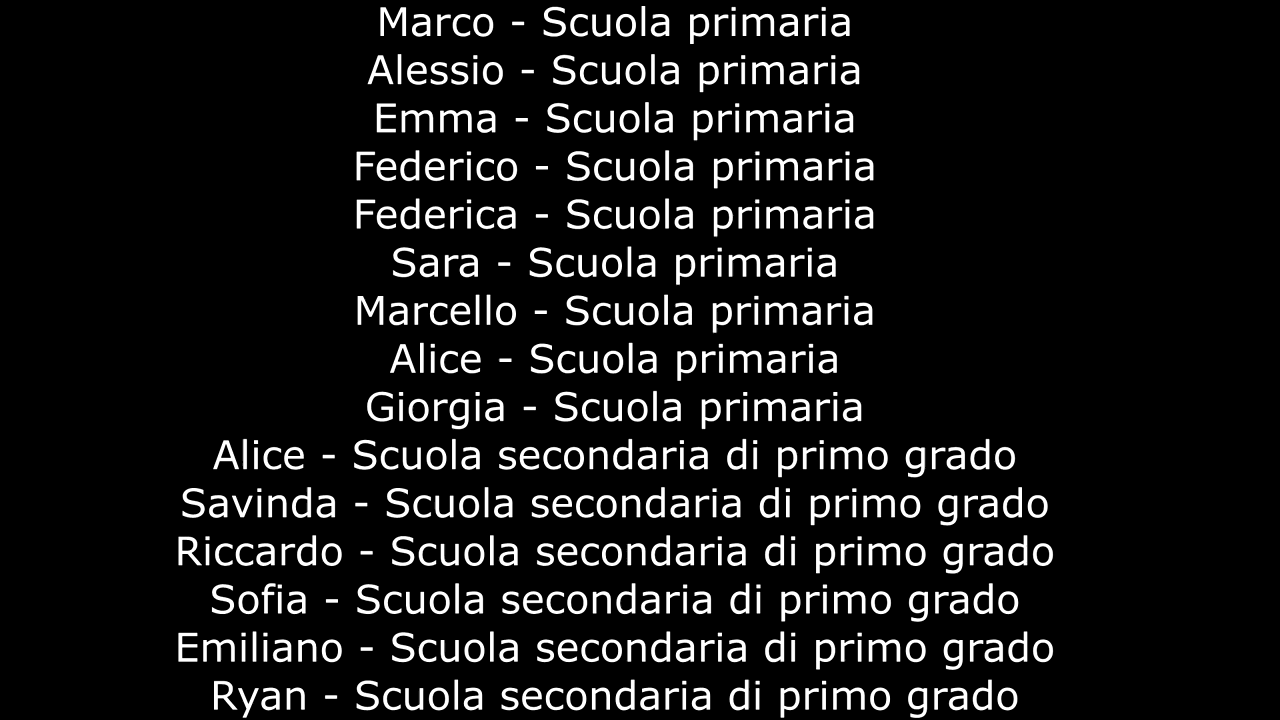 Marco - Scuola primaria
Alessio - Scuola primaria
Emma - Scuola primaria
Federico - Scuola primaria
Federica - Scuola primaria
Sara - Scuola primaria
Marcello - Scuola primaria
Alice - Scuola primaria
Giorgia - Scuola primaria
Alice - Scuola secondaria di primo grado
Savinda - Scuola secondaria di primo grado
Riccardo - Scuola secondaria di primo grado
Sofia - Scuola secondaria di primo grado
Emiliano - Scuola secondaria di primo grado
Ryan - Scuola secondaria di primo grado